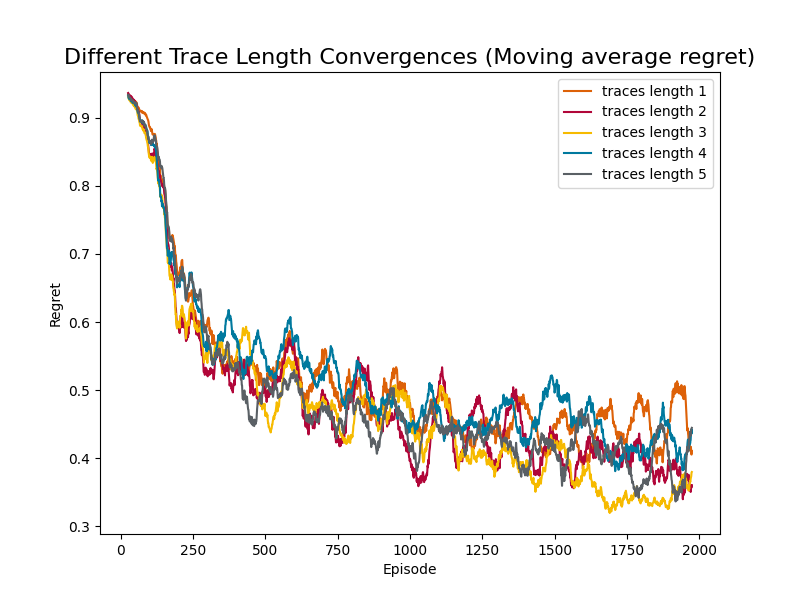 Different Trace Length Convergences (Moving average regret)
traces length 1
traces length 2
traces length 3
traces length 4
traces length 5
0.9
0.8
0.7
0.6
0.5
0.4
0.3
Regret
0 250 500 750 1000 1250 1500 1750 2000
Episode